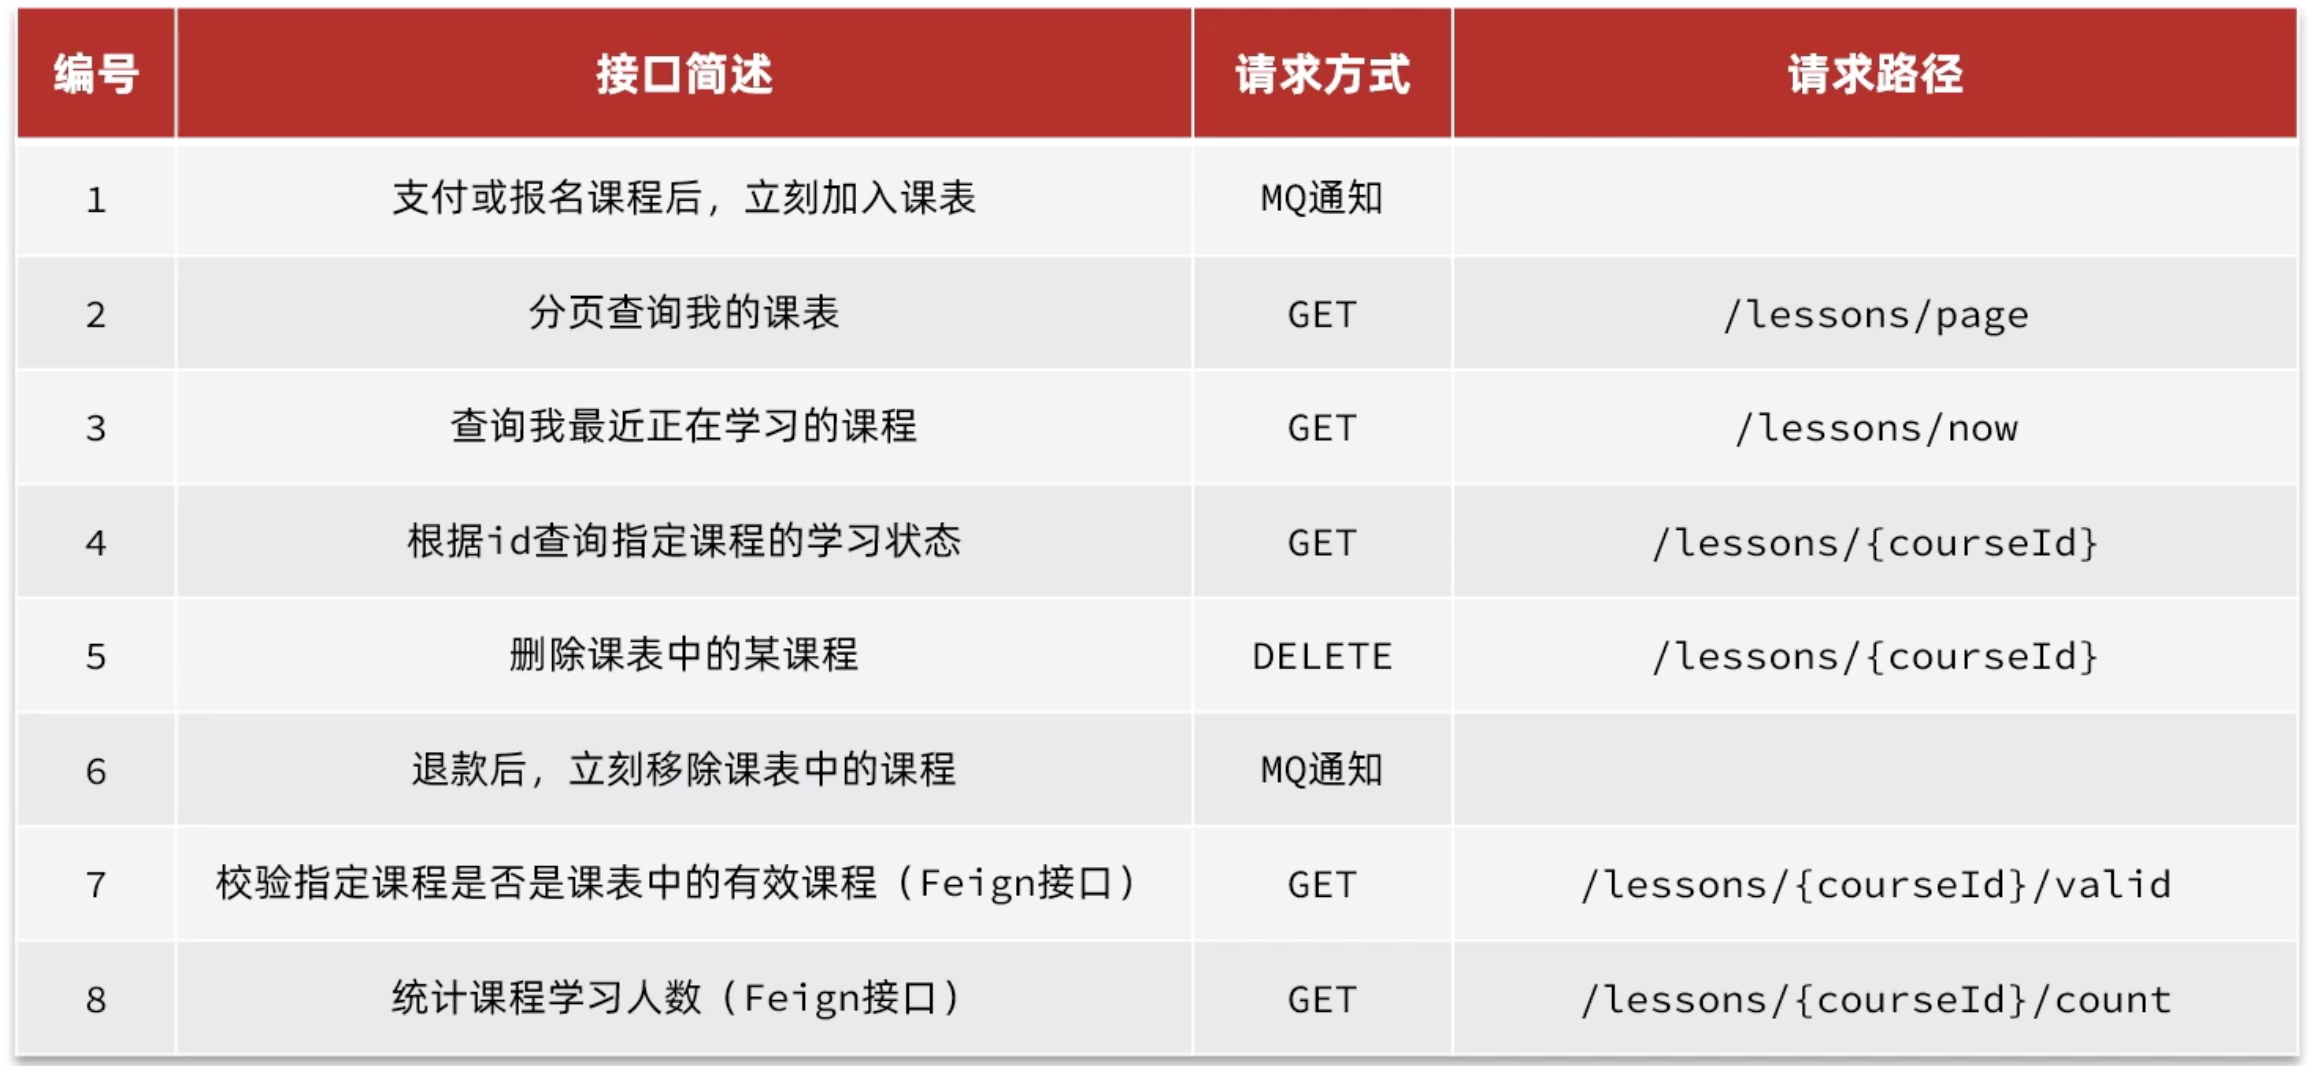 编号 接口简述 请求方式 请求路径
1 支付或报名课程后，立刻加入课表 MQ通知
2 分页查询我的课表 GET /lessons/page
3 查询我最近正在学习的课程 GET /lessons/now
4 根据id查询指定课程的学习状态 GET /lessons/{courseId}
5 删除课表中的某课程 DELETE /lessons/{courseId}
6 退款后，立刻移除课表中的课程 MQ通知
7 校验指定课程是否是课表中的有效课程（Feign接口） GET /lessons/{courseId}/valid
8 统计课程学习人数（Feign接口） GET /lessons/{courseId}/count